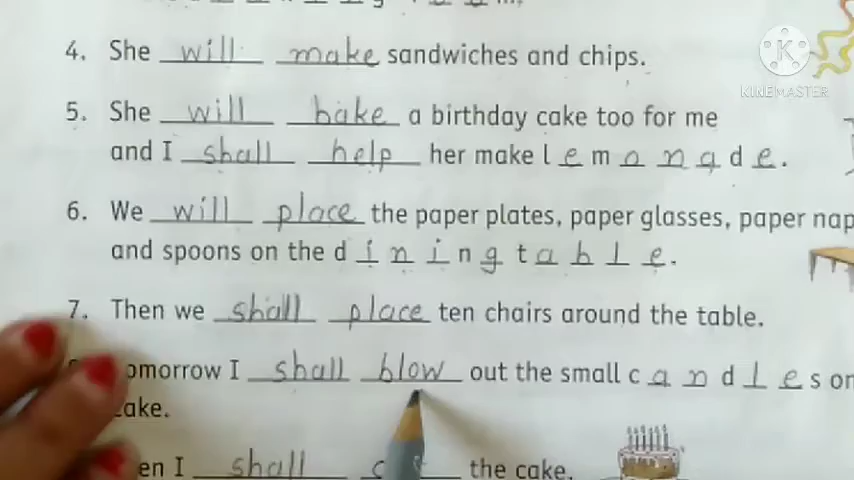 4. She will make sandwiches and chips.
KINEMASTER
5. She will bake a birthday cake too for me
and I shall help her make l e m o n a d e.
6. We will place the paper plates, paper glasses, paper nap
and spoons on the d i n i n g t a b l e.
7. Then we shall place ten chairs around the table.
omorrow I shall blow out the small c a n d l e s on
cake.
en I shall the cake.